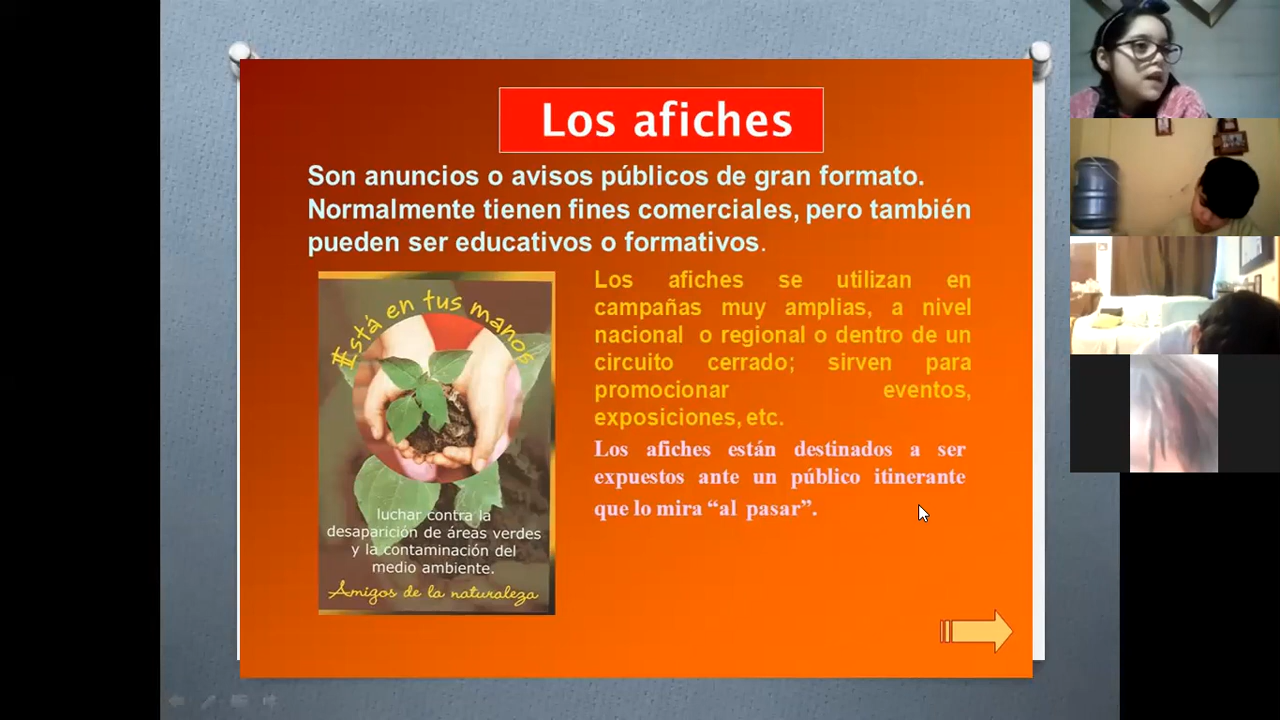 Los afiches
Son anuncios o avisos públicos de gran formato.
Normalmente tienen fines comerciales, pero también
pueden ser educativos o formativos.
Está en tus manos
luchar contra la
desaparición de áreas verdes
y la contaminación del
medio ambiente.
Amigos de la naturaleza
Los afiches se utilizan en
campañas muy amplias, a nivel
nacional o regional o dentro de un
circuito cerrado; sirven para
promocionar eventos,
exposiciones, etc.
Los afiches están destinados a ser
expuestos ante un público itinerante
que lo mira “al pasar”.